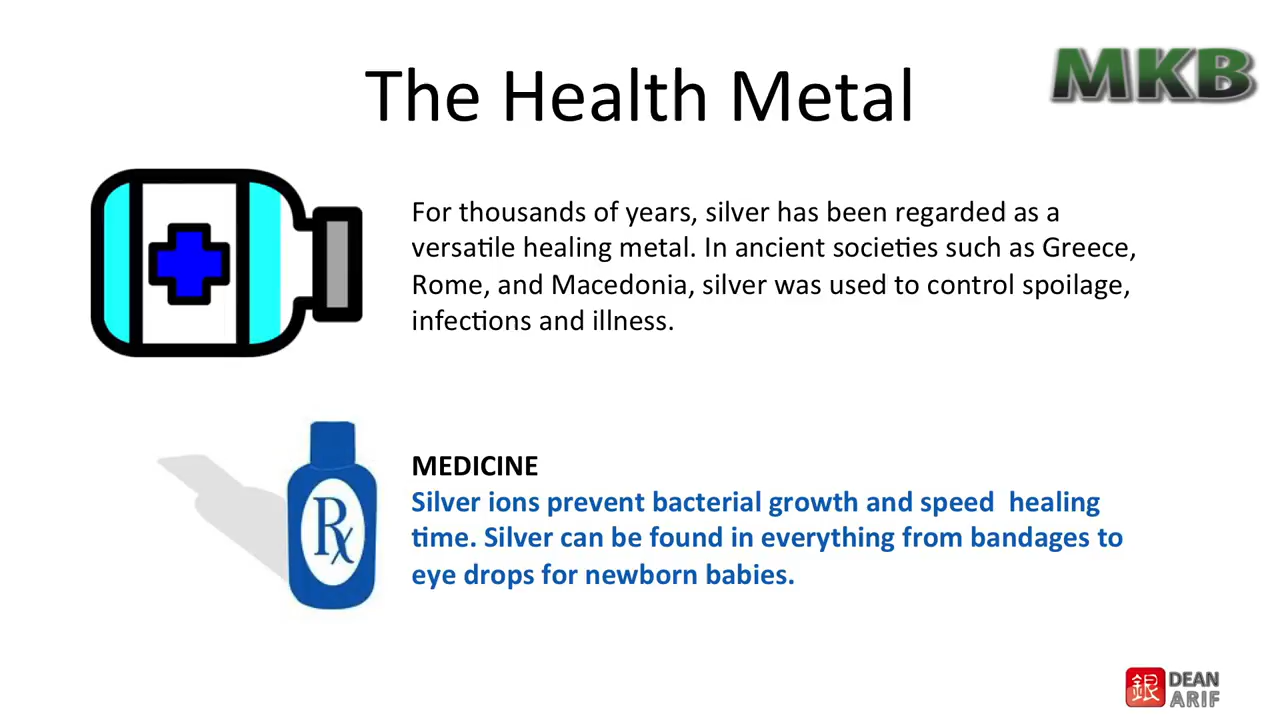 The Health Metal
MKB
For thousands of years, silver has been regarded as a
versatile healing metal. In ancient societies such as Greece,
Rome, and Macedonia, silver was used to control spoilage,
infections and illness.
Rx
MEDICINE
Silver ions prevent bacterial growth and speed  healing
time. Silver can be found in everything from bandages to
eye drops for newborn babies.
銀
DEAN
ARIF